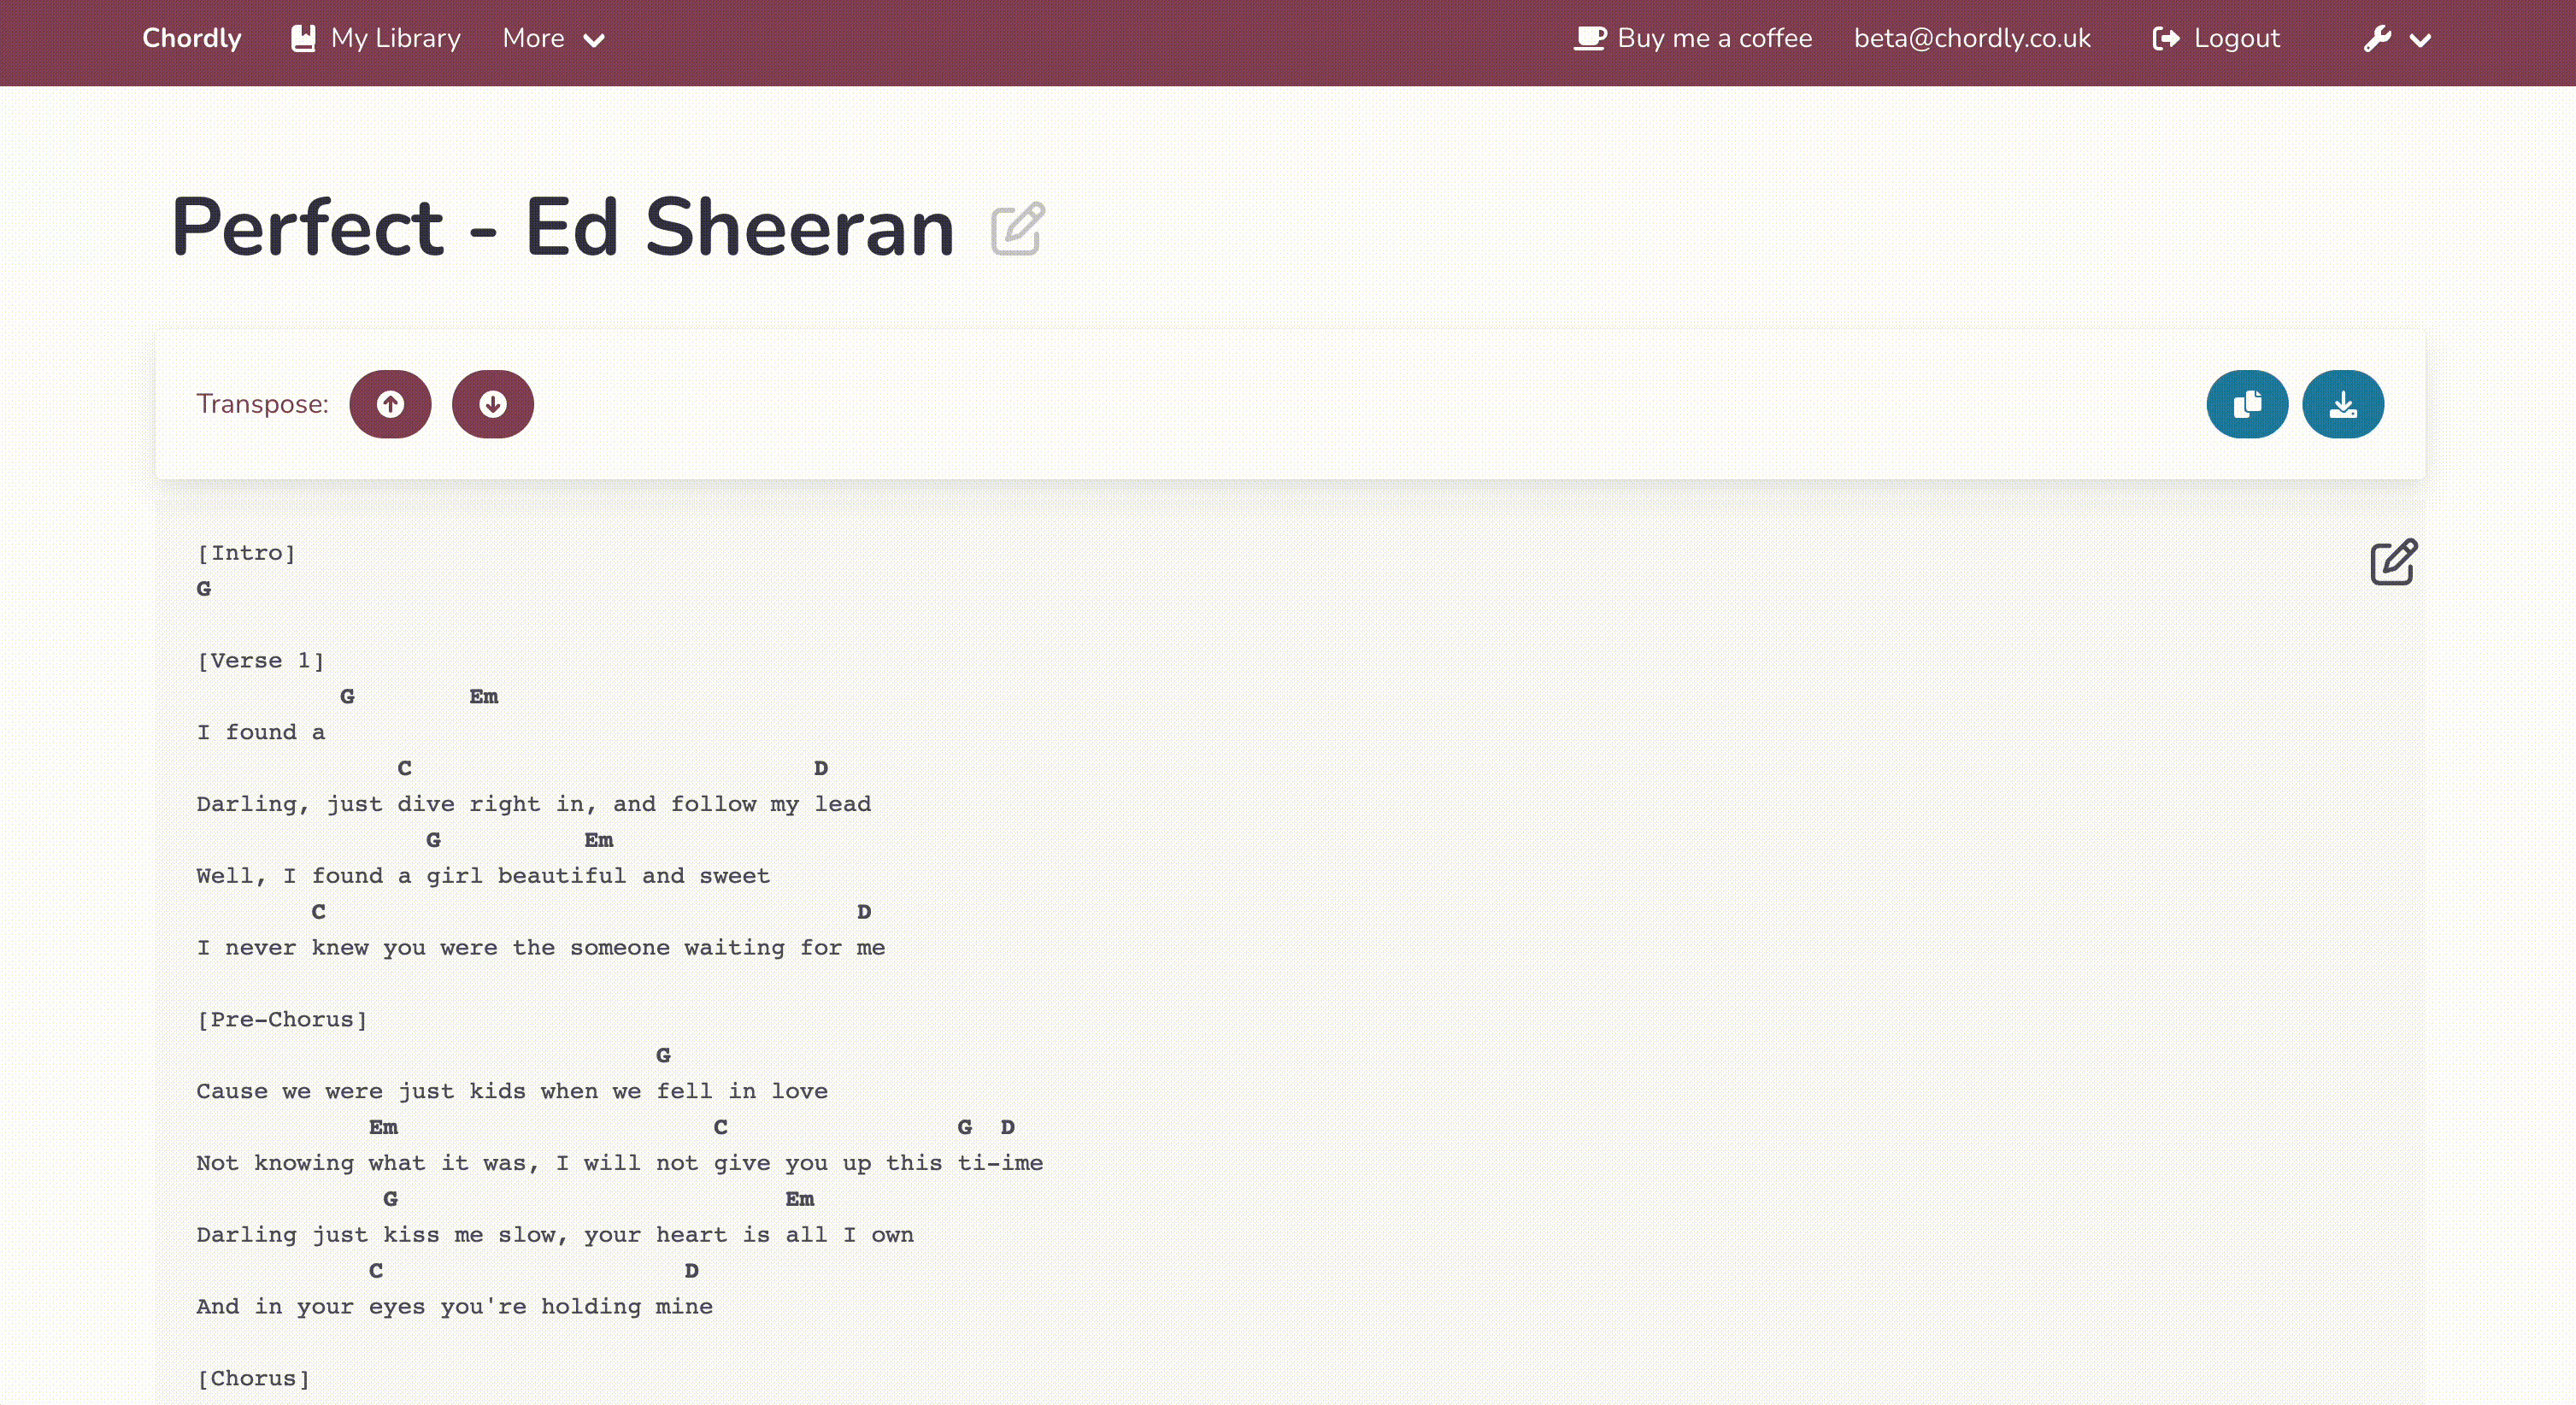 Chordly My Library More Buy me a coffee beta@chordly.co.uk Logout
Perfect - Ed Sheeran
Transpose:
[Intro]
G
[Verse 1]
G Em
I found a
C D
Darling, just dive right in, and follow my lead
G Em
Well, I found a girl beautiful and sweet
C D
I never knew you were the someone waiting for me
[Pre-Chorus]
G
Cause we were just kids when we fell in love
Em C G D
Not knowing what it was, I will not give you up this ti-ime
G Em
Darling just kiss me slow, your heart is all I own
C D
And in your eyes you're holding mine
[Chorus]